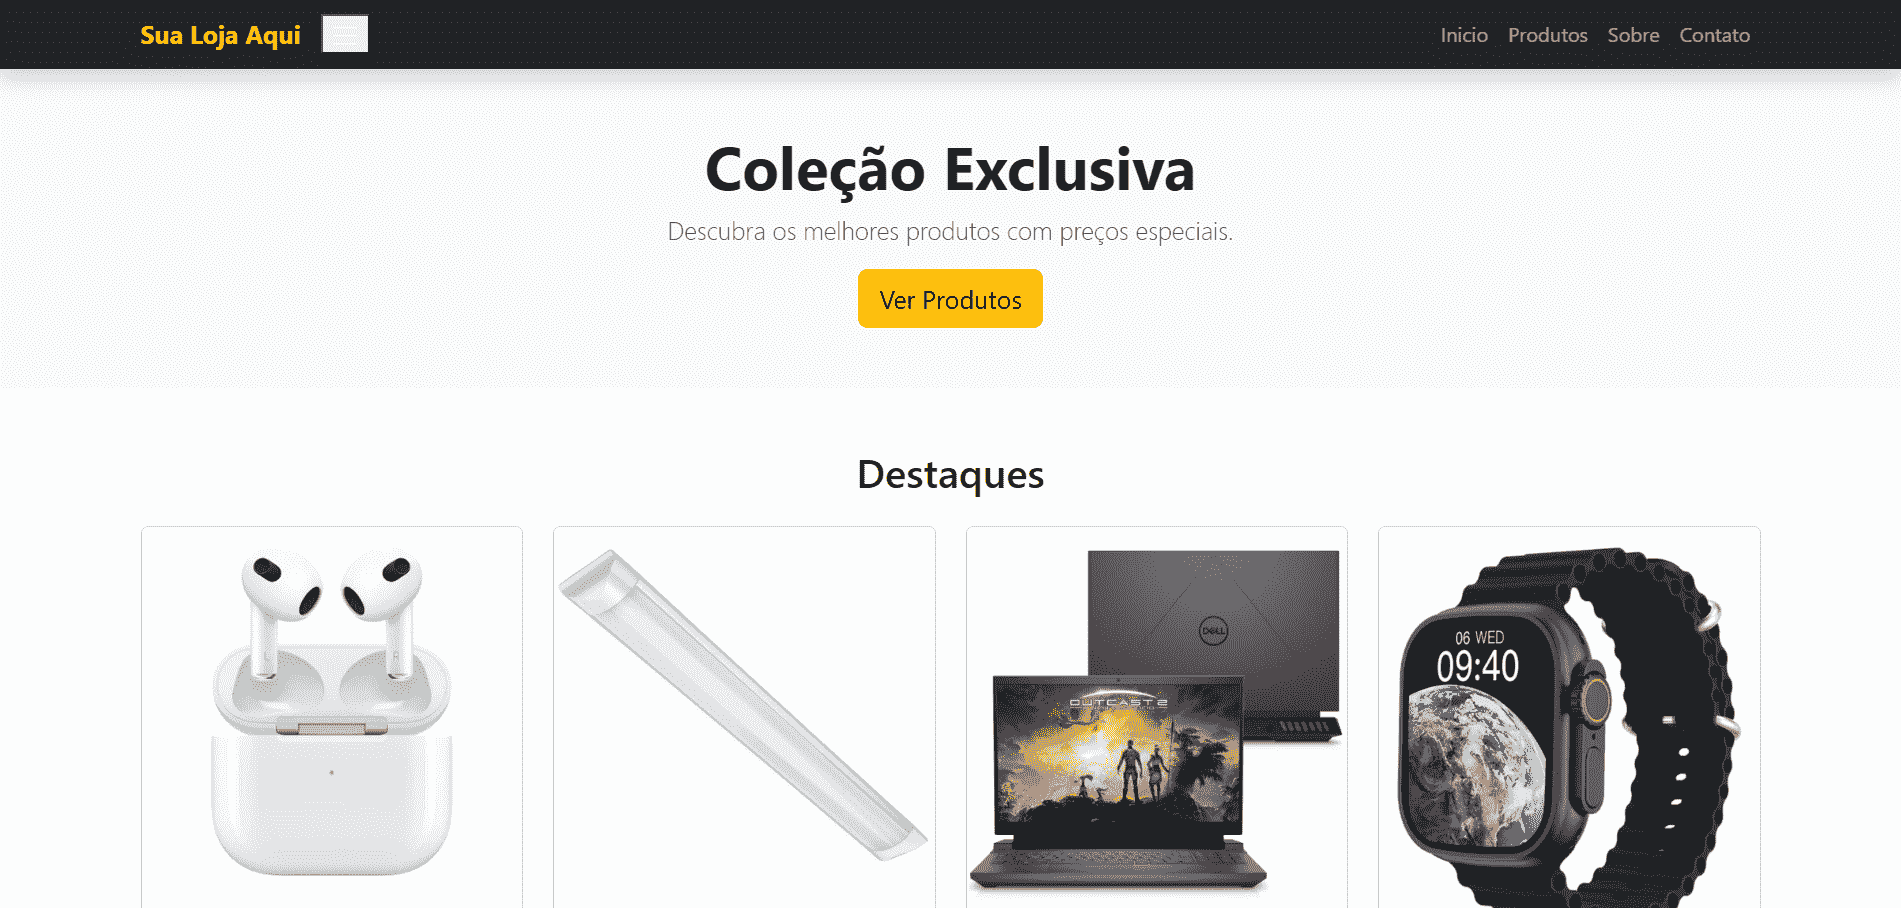 Sua Loja Aqui
Inicio Produtos Sobre Contato
Coleção Exclusiva
Descubra os melhores produtos com preços especiais.
Ver Produtos
Destaques
DELL
OUTCAST 2
06 WED
09:40